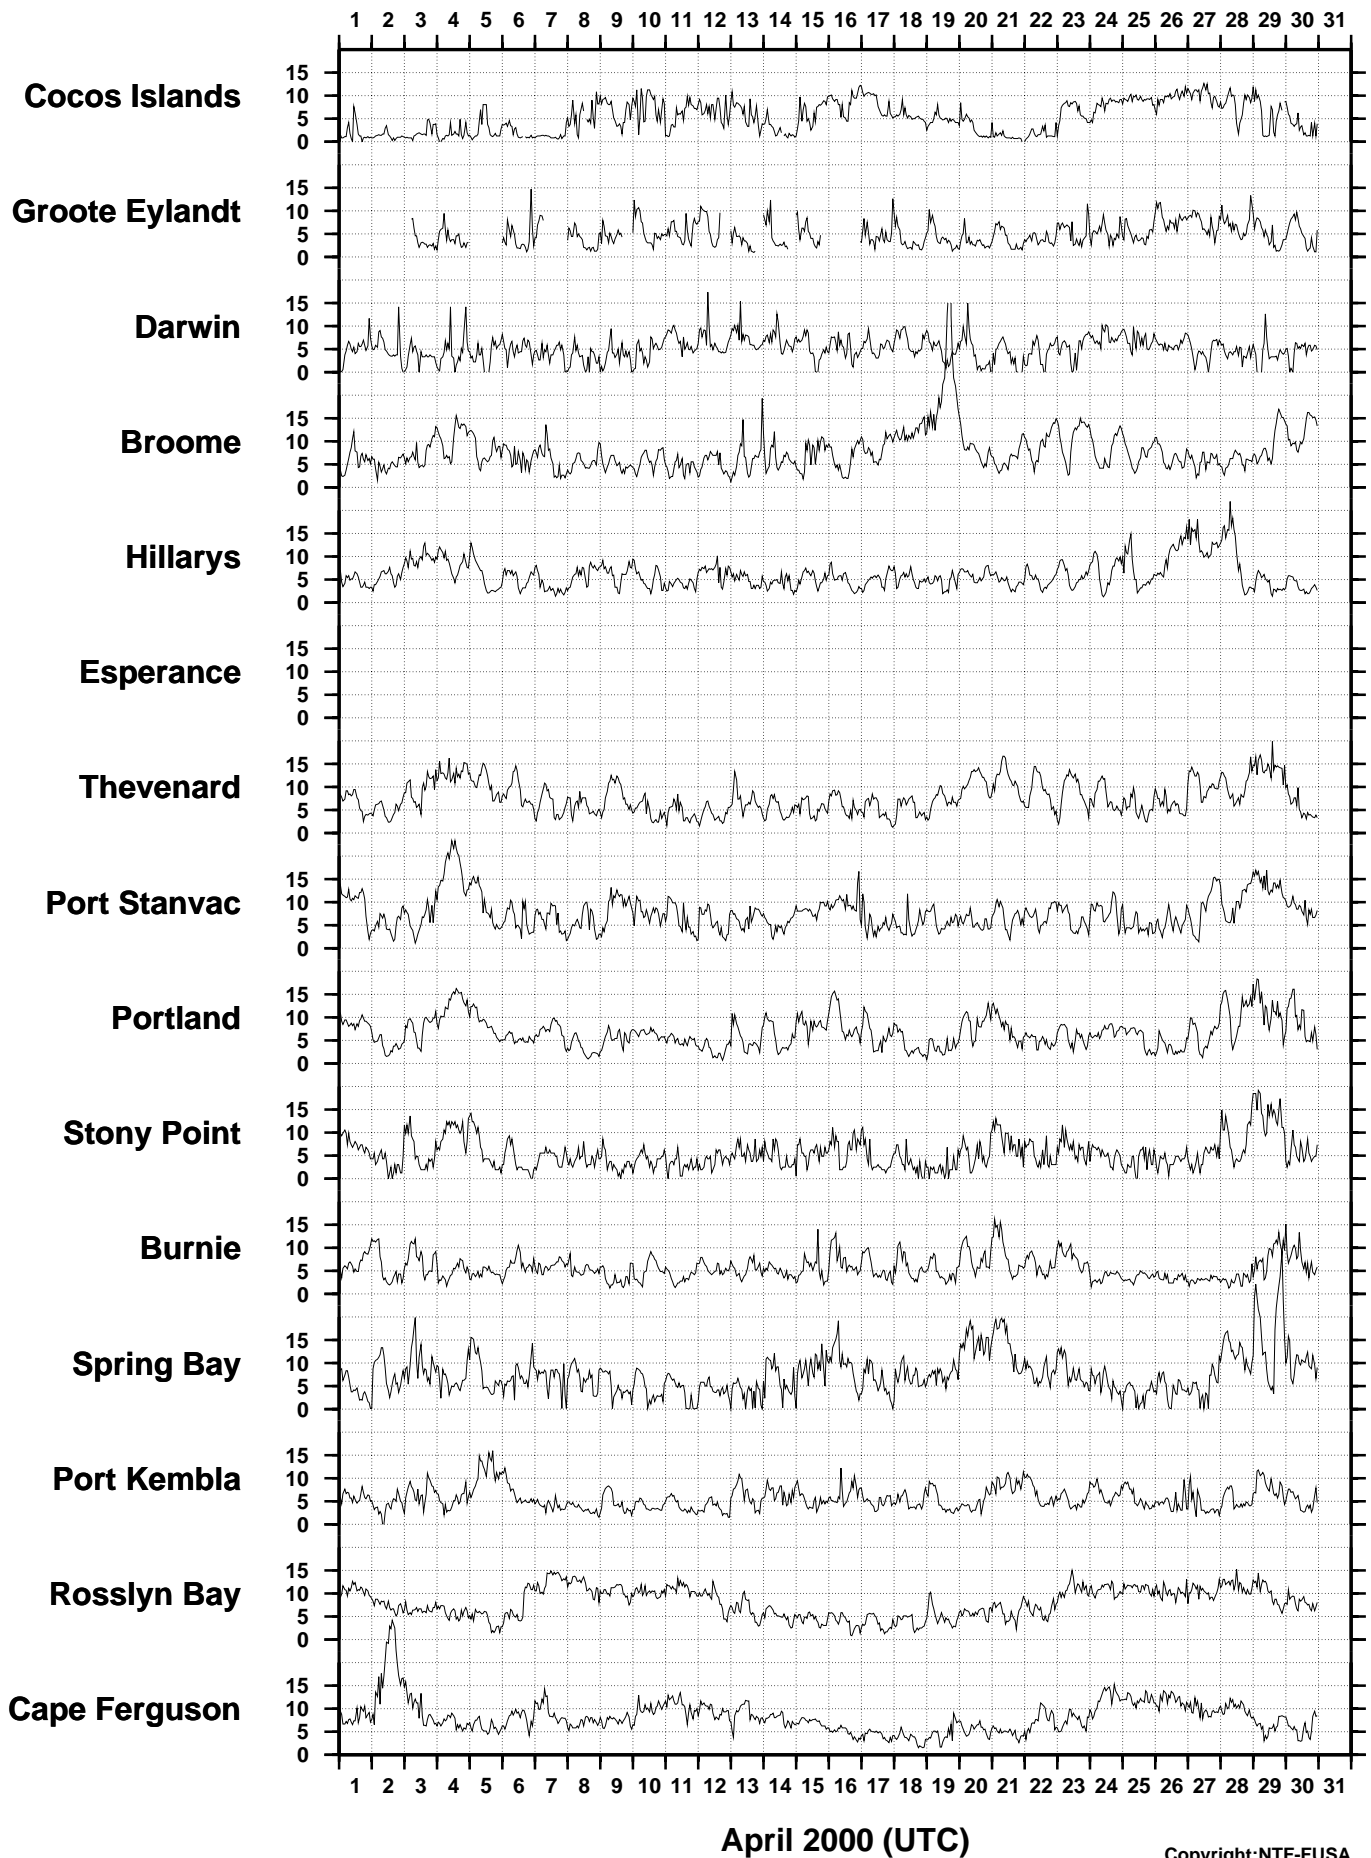 1 2 3 4 5 6 7 8 9 10 11 12 13 14 15 16 17 18 19 20 21 22 23 24 25 26 27 28 29 30 31
15
Cocos Islands 10
5
0
15
Groote Eylandt 10
5
0
15
Darwin 10
5
0
15
Broome 10
5
0
15
Hillarys 10
5
0
15
Esperance 10
5
0
15
Thevenard 10
5
0
15
Port Stanvac 10
5
0
15
Portland 10
5
0
15
Stony Point 10
5
0
15
Burnie 10
5
0
15
Spring Bay 10
5
0
15
Port Kembla 10
5
0
15
Rosslyn Bay 10
5
0
15
Cape Ferguson 10
5
0
1 2 3 4 5 6 7 8 9 10 11 12 13 14 15 16 17 18 19 20 21 22 23 24 25 26 27 28 29 30 31
April 2000 (UTC)
Copyright:NTF-FUSA